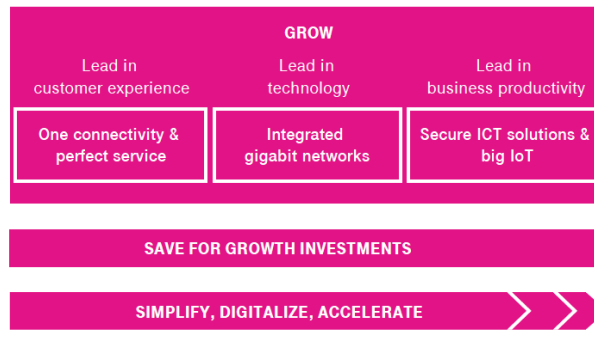 GROW
Lead in
customer experience
Lead in
technology
Lead in
business productivity
One connectivity &
perfect service
Integrated
gigabit networks
Secure ICT solutions &
big IoT
SAVE FOR GROWTH INVESTMENTS
SIMPLIFY, DIGITALIZE, ACCELERATE